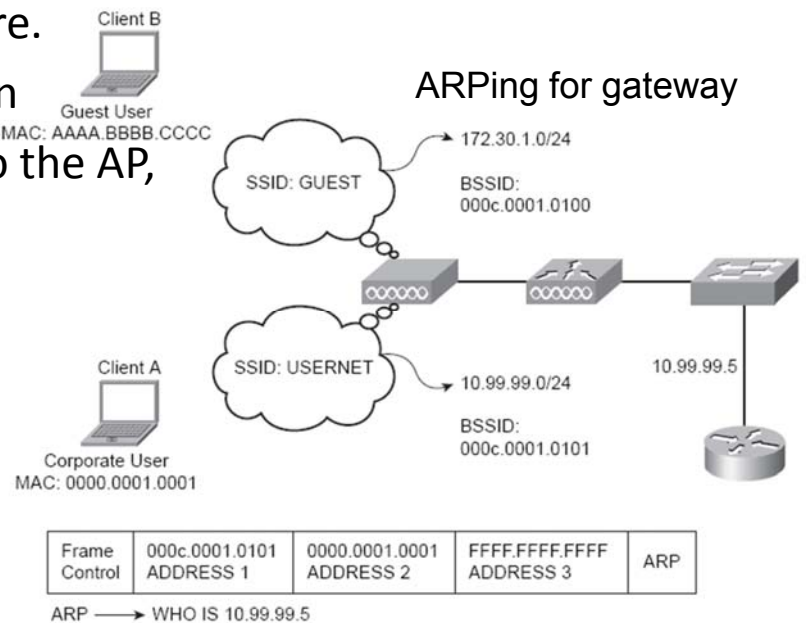 re.
Client B
n
Guest User
MAC: AAAA.BBBB.CCCC
o the AP,
ARPing for gateway
172.30.1.0/24
SSID: GUEST
BSSID:
000c.0001.0100
SSID: USERNET
10.99.99.0/24
BSSID:
000c.0001.0101
10.99.99.5
Client A
Corporate User
MAC: 0000.0001.0001
Frame Control
000c.0001.0101 ADDRESS 1
0000.0001.0001 ADDRESS 2
FFFF.FFFF.FFFF ADDRESS 3
ARP
ARP → WHO IS 10.99.99.5